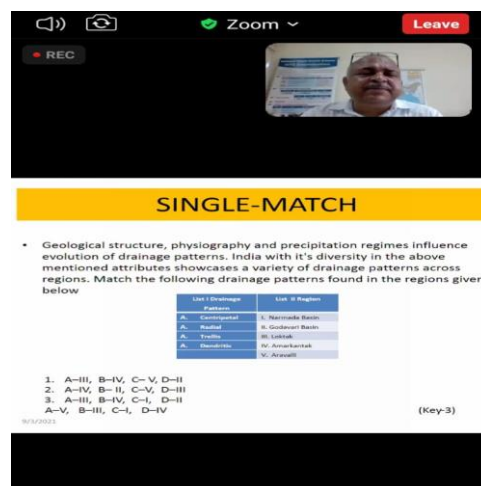 Zoom
Leave
REC
SINGLE-MATCH
• Geological structure, physiography and precipitation regimes influence
evolution of drainage patterns. India with it's diversity in the above
mentioned attributes showcases a variety of drainage patterns across
regions. Match the following drainage patterns found in the regions given
below
List I Drainage Pattern List II Region
A. Centripetal I. Narmada Basin
A. Radial II. Godavari Basin
A. Trellis III. Loktak
A. Dendritic IV. Amarkantak
V. Aravalli
1. A–III, B–IV, C– V, D–II
2. A–IV, B– II, C–V, D–III
3. A–III, B–IV, C–I, D–II
A–V, B–III, C–I, D–IV (Key-3)
9/3/2021